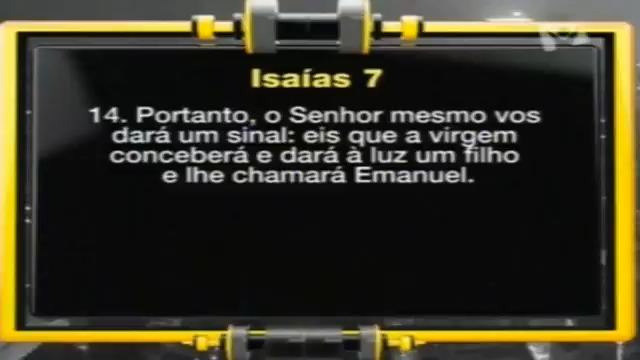 Isaías 7
14. Portanto, o Senhor mesmo vos
dará um sinal: eis que a virgem
conceberá e dará à luz um filho
e lhe chamará Emanuel.